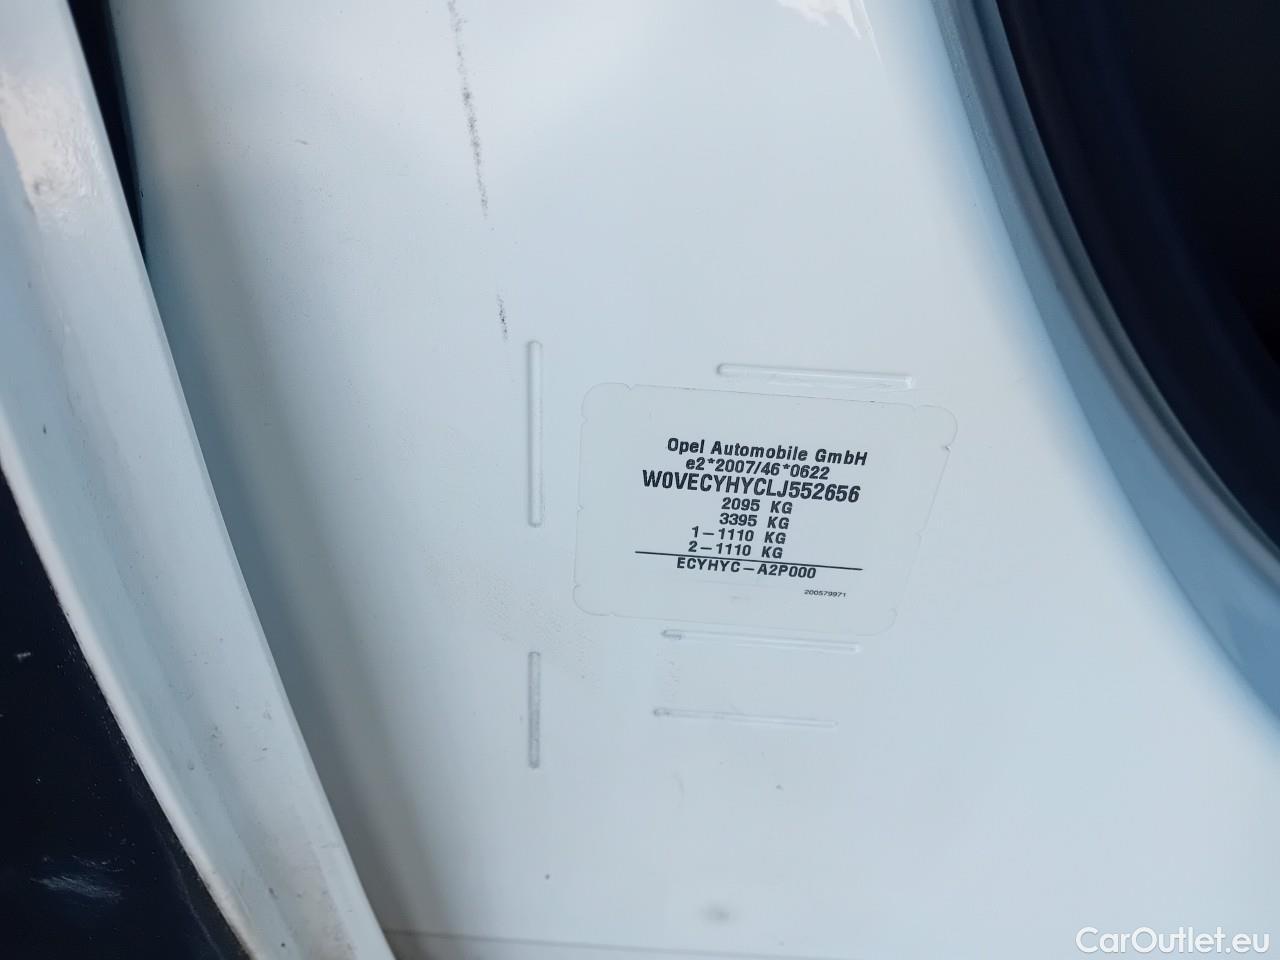 Opel Automobile GmbH
e2*2007/46*0622
W0VECYHYCLJ552656
2095 KG
3395 KG
1-1110 KG
2-1110 KG
ECYHYC-A2P000
200579971
CarOutlet.eu